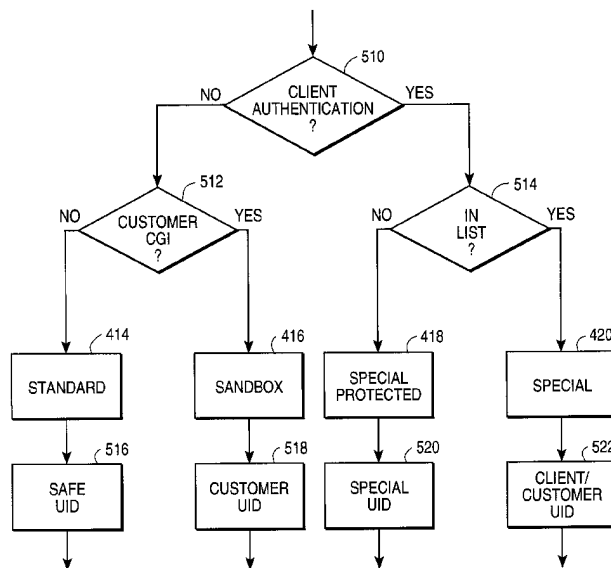 510
CLIENT
AUTHENTICATION
?
NO
YES
512
CUSTOMER
CGI
?
NO
YES
514
IN
LIST
?
NO
YES
414
STANDARD
416
SANDBOX
418
SPECIAL
PROTECTED
420
SPECIAL
516
SAFE
UID
518
CUSTOMER
UID
520
SPECIAL
UID
522
CLIENT/
CUSTOMER
UID